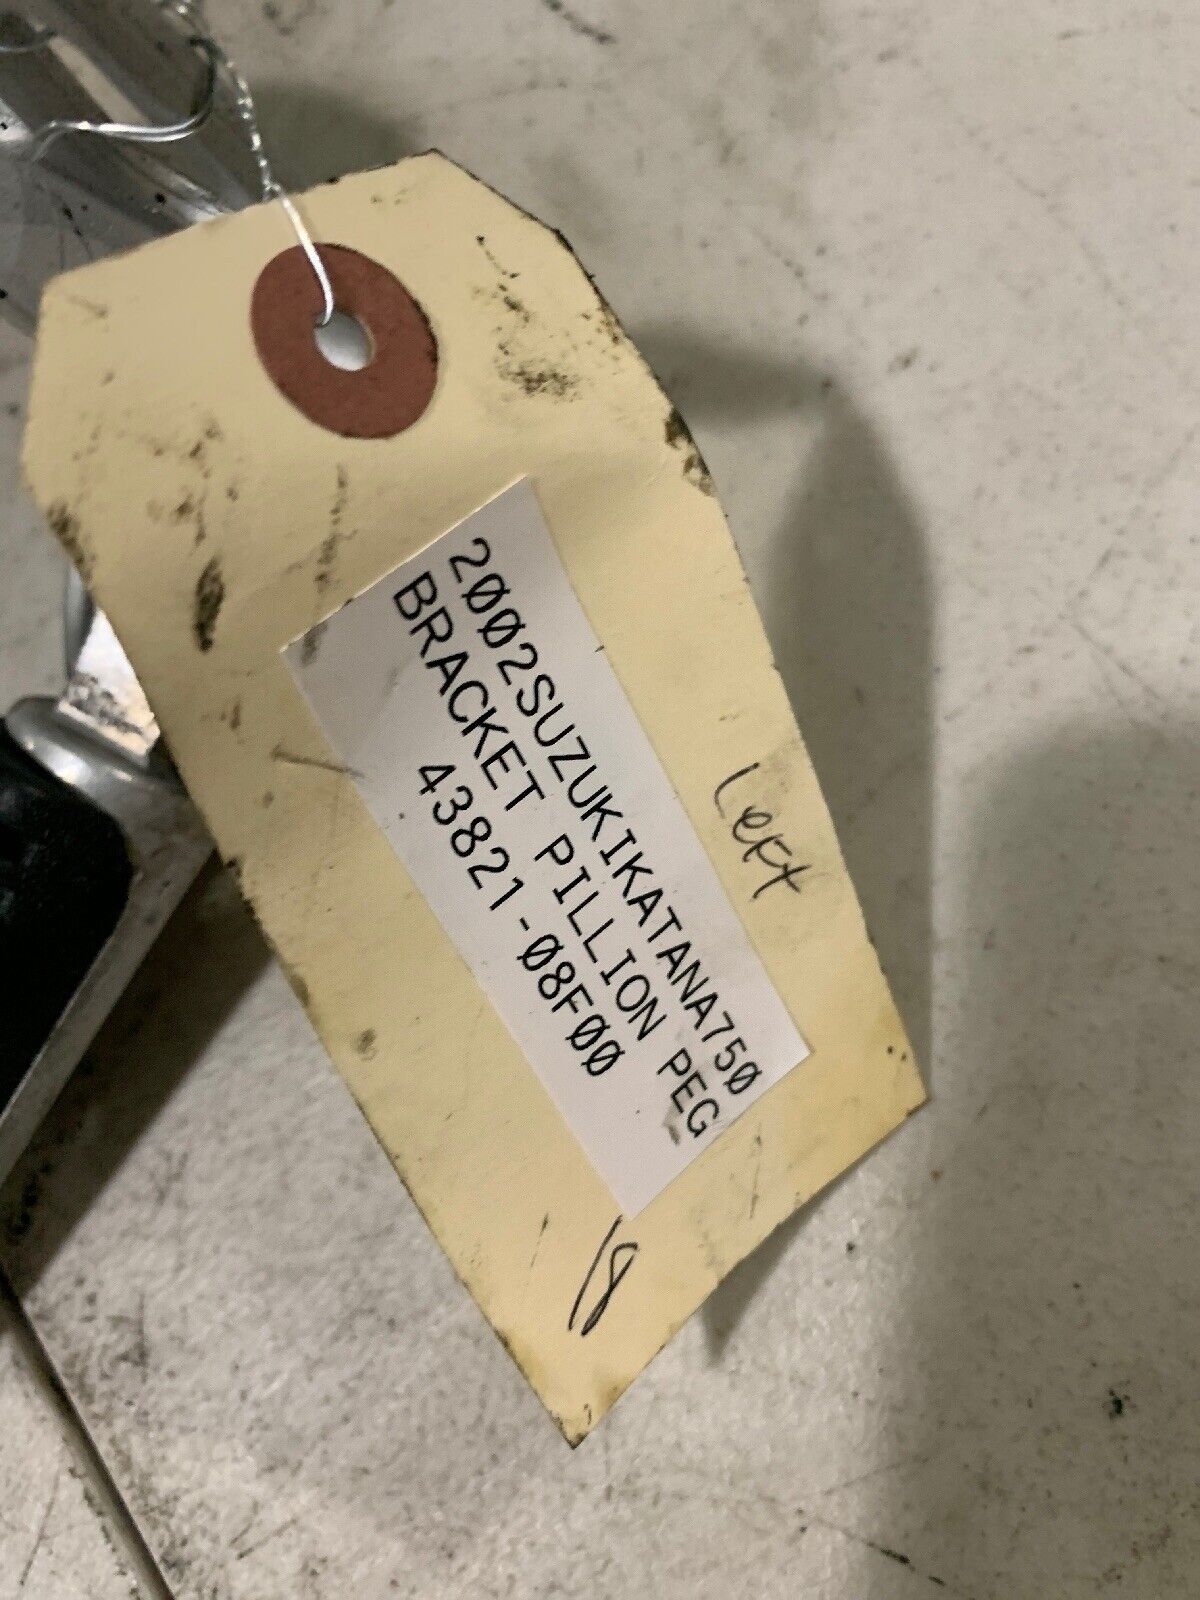 2002SUZUKIKATANA750
BRACKET PILLION PEG
43821-08F00
Left
18